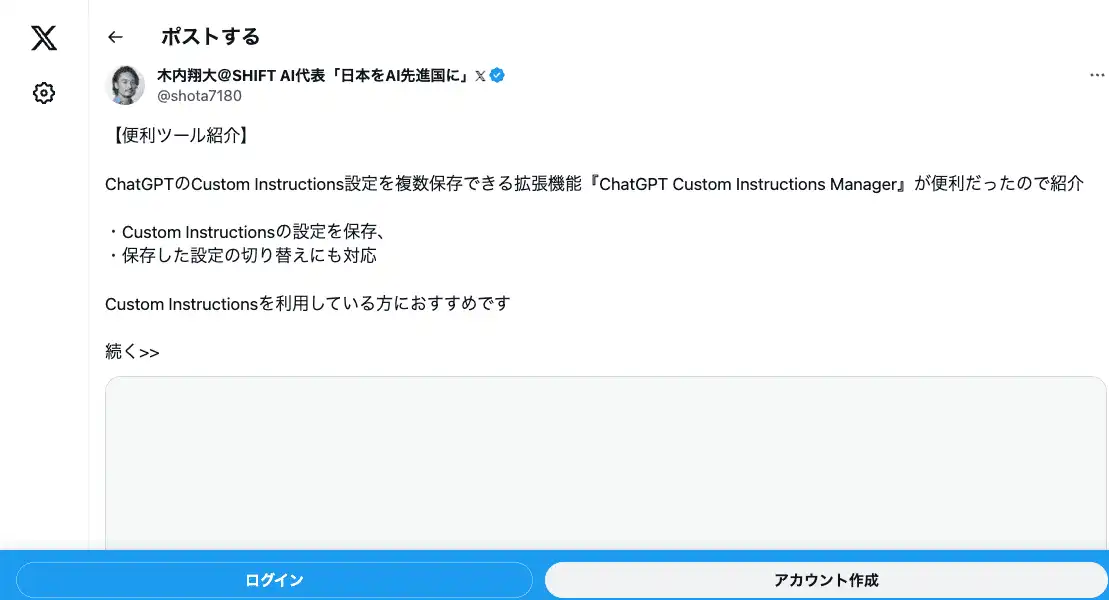 ポストする
木内翔大@SHIFT AI代表「日本をAI先進国に」𝕏
@shota7180
【便利ツール紹介】
ChatGPTのCustom Instructions設定を複数保存できる拡張機能『ChatGPT Custom Instructions Manager』が便利だったので紹介
・Custom Instructionsの設定を保存、
・保存した設定の切り替えにも対応
Custom Instructionsを利用している方におすすめです
続く>>
ログイン
アカウント作成